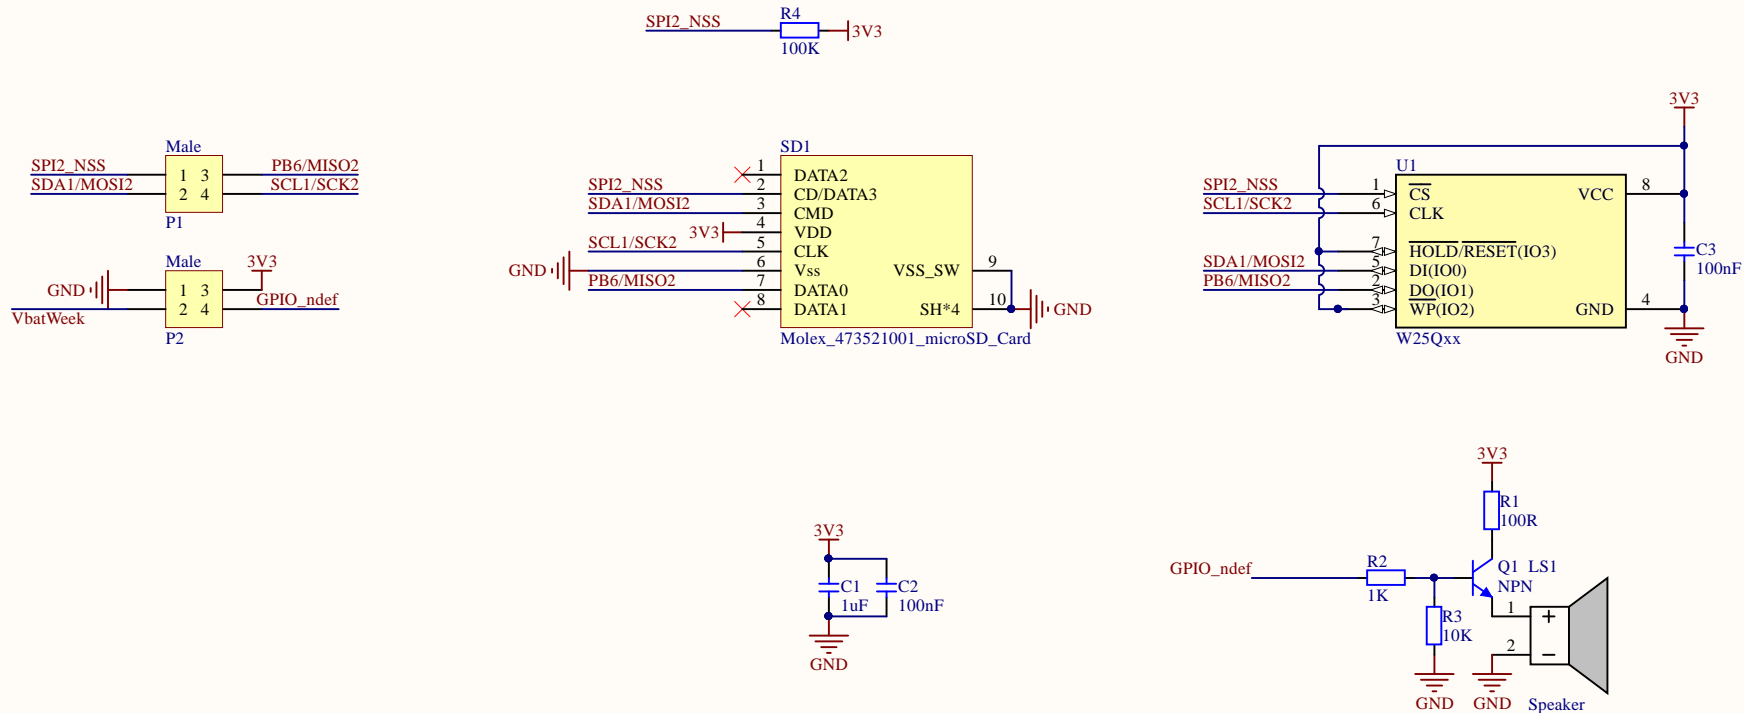 SPI2_NSS
R4
100K
3V3
Male
SPI2_NSS
SDA1/MOSI2
1 3
2 4
PB6/MISO2
SCL1/SCK2
P1
Male
GND
VbatWeek
1 3
2 4
3V3
GPIO_ndef
P2
SD1
1 DATA2
SPI2_NSS 2 CD/DATA3
SDA1/MOSI2 3 CMD
3V3 4 VDD
SCL1/SCK2 5 CLK
GND 6 Vss VSS_SW 9
PB6/MISO2 7 DATA0
8 DATA1 SH*4 10 GND
Molex_473521001_microSD_Card
3V3
U1
SPI2_NSS 1 CS VCC 8
SCL1/SCK2 6 CLK
7 HOLD/RESET(IO3)
SDA1/MOSI2 5 DI(IO0)
PB6/MISO2 2 DO(IO1)
3 WP(IO2) GND 4
W25Qxx
C3
100nF
GND
3V3
C1
1uF
C2
100nF
GND
3V3
R1
100R
GPIO_ndef
R2
1K
Q1 LS1
NPN
R3
10K
1 +
2 −
GND
GND
Speaker